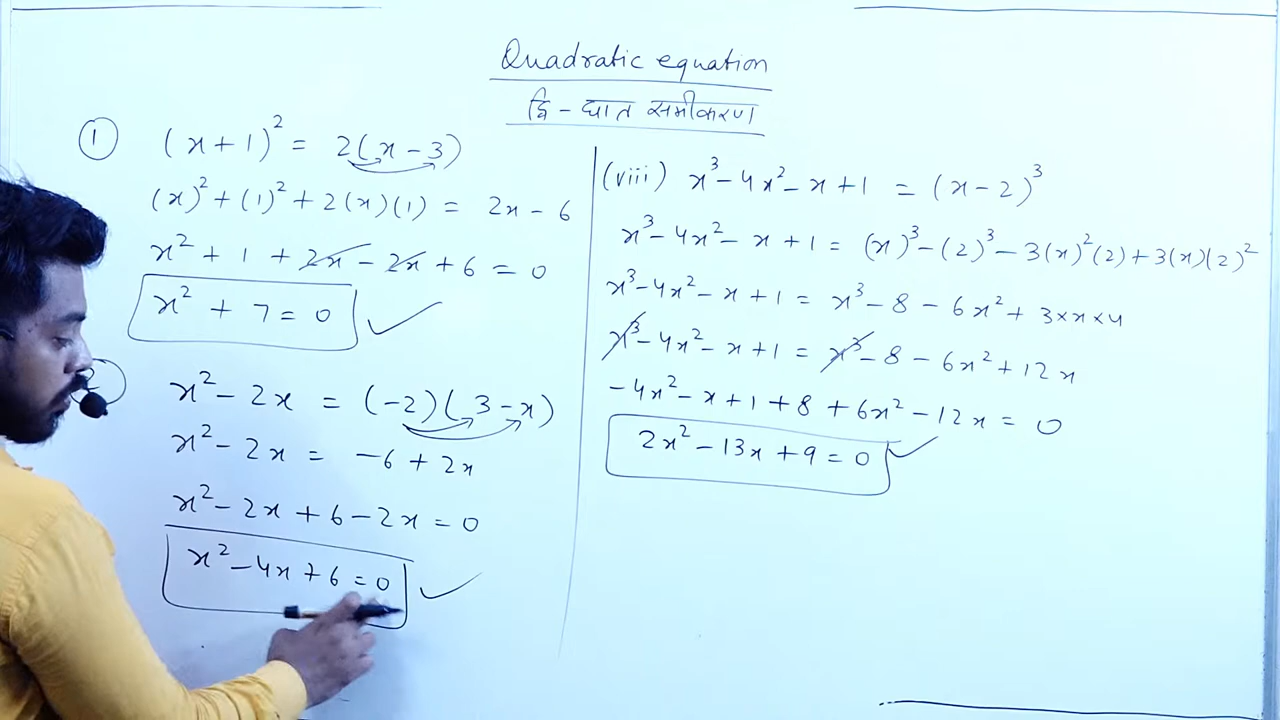 Quadratic equation
द्वि - घात समीकरण
① (x+1)² = 2(x-3)
(x)² + (1)² + 2(x)(1) = 2x - 6
x² + 1 + 2x - 2x + 6 = 0
x² + 7 = 0
x² - 2x = (-2)(3-x)
x² - 2x = -6 + 2x
x² - 2x + 6 - 2x = 0
x² - 4x + 6 = 0
(viii) x³ - 4x² - x + 1 = (x-2)³
x³ - 4x² - x + 1 = (x)³ - (2)³ - 3(x)²(2) + 3(x)(2)²
x³ - 4x² - x + 1 = x³ - 8 - 6x² + 3×x×4
x³ - 4x² - x + 1 = x³ - 8 - 6x² + 12x
-4x² - x + 1 + 8 + 6x² - 12x = 0
2x² - 13x + 9 = 0